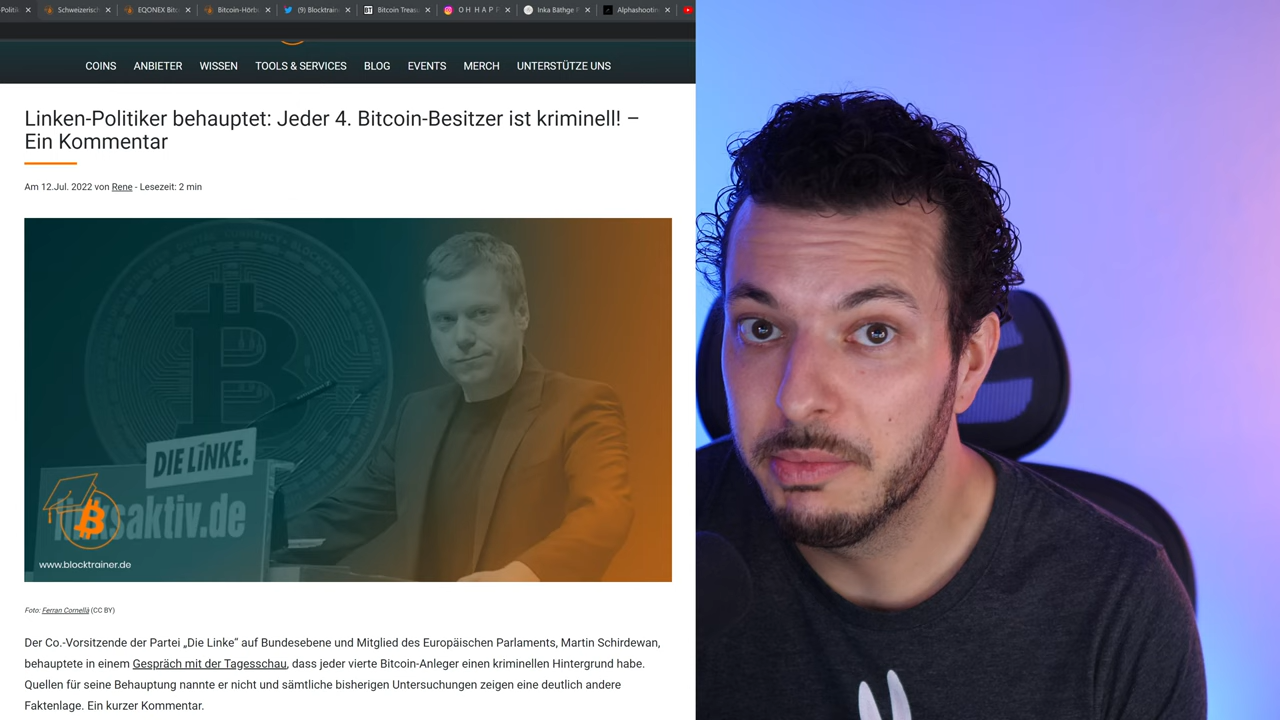 -Politik
Schweizerisc
EQONEX Bitc
Bitcoin-Hörb
(9) Blocktrain
Bitcoin Treas
O H H A P
Inka Bäthge
Alphashootin
COINS ANBIETER WISSEN TOOLS & SERVICES BLOG EVENTS MERCH UNTERSTÜTZE UNS
Linken-Politiker behauptet: Jeder 4. Bitcoin-Besitzer ist kriminell! –
Ein Kommentar
Am 12.Jul. 2022 von Rene - Lesezeit: 2 min
DIE LINKE.
aktiv.de
www.blocktrainer.de
Foto: Ferran Cornellà (CC BY)
Der Co.-Vorsitzende der Partei „Die Linke“ auf Bundesebene und Mitglied des Europäischen Parlaments, Martin Schirdewan,
behauptete in einem Gespräch mit der Tagesschau, dass jeder vierte Bitcoin-Anleger einen kriminellen Hintergrund habe.
Quellen für seine Behauptung nannte er nicht und sämtliche bisherigen Untersuchungen zeigen eine deutlich andere
Faktenlage. Ein kurzer Kommentar.